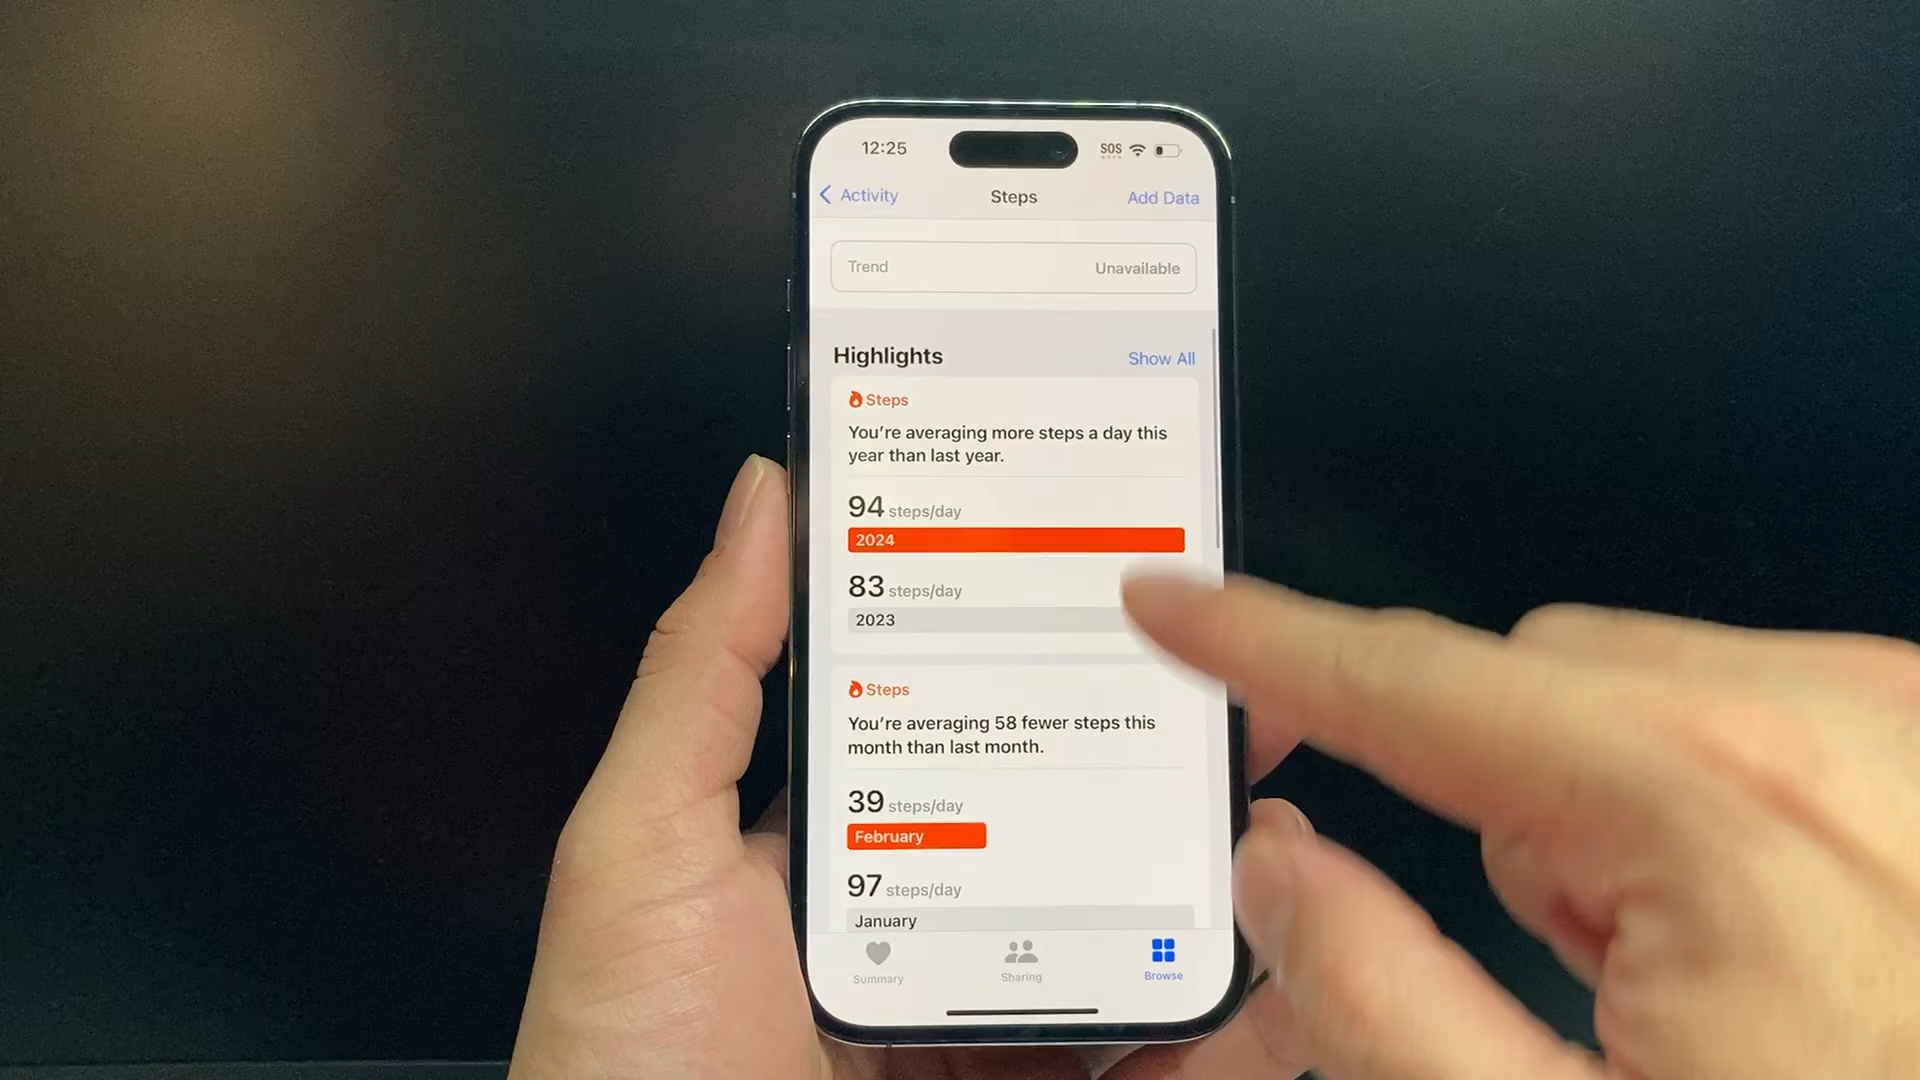 12:25
SOS
Activity
Steps
Add Data
Trend
Unavailable
Highlights
Show All
Steps
You're averaging more steps a day this
year than last year.
94 steps/day
2024
83 steps/day
2023
Steps
You're averaging 58 fewer steps this
month than last month.
39 steps/day
February
97 steps/day
January
Summary
Sharing
Browse